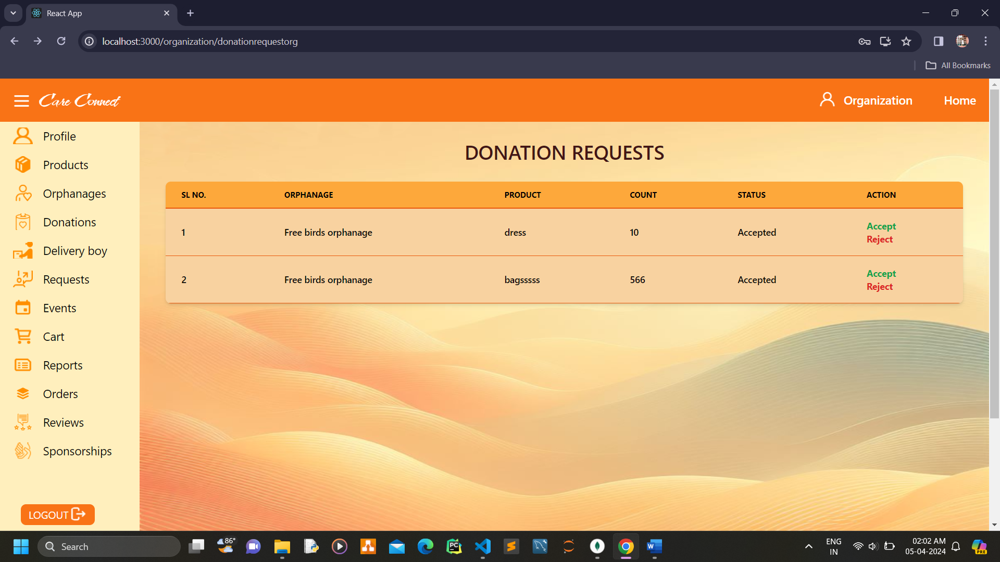 React App
localhost:3000/organization/donationrequestorg
All Bookmarks
Care Connect
Organization
Home
Profile
Products
Orphanages
Donations
Delivery boy
Requests
Events
Cart
Reports
Orders
Reviews
Sponsorships
LOGOUT
DONATION REQUESTS
SL NO. ORPHANAGE PRODUCT COUNT STATUS ACTION
1 Free birds orphanage dress 10 Accepted Accept
Reject
2 Free birds orphanage bagsssss 566 Accepted Accept
Reject
Search
86°
PC
W
ENG
IN
02:02 AM
05-04-2024
PRE